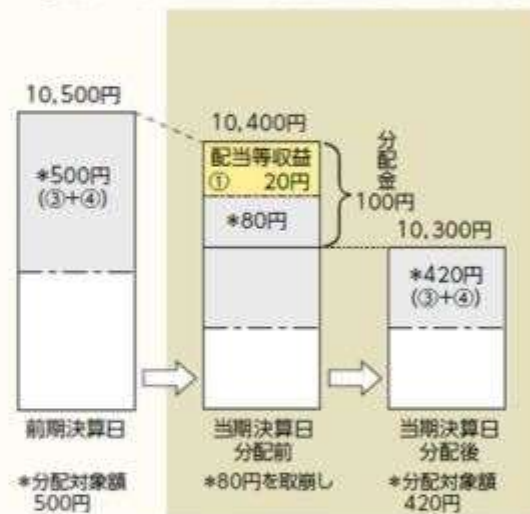 10,500円
*500円
(③+④)
前期決算日
*分配対象額
500円
10,400円
配当等収益
① 20円
*80円
分配金
100円
当期決算日
分配前
*80円を取崩し
10,300円
*420円
(③+④)
当期決算日
分配後
*分配対象額
420円